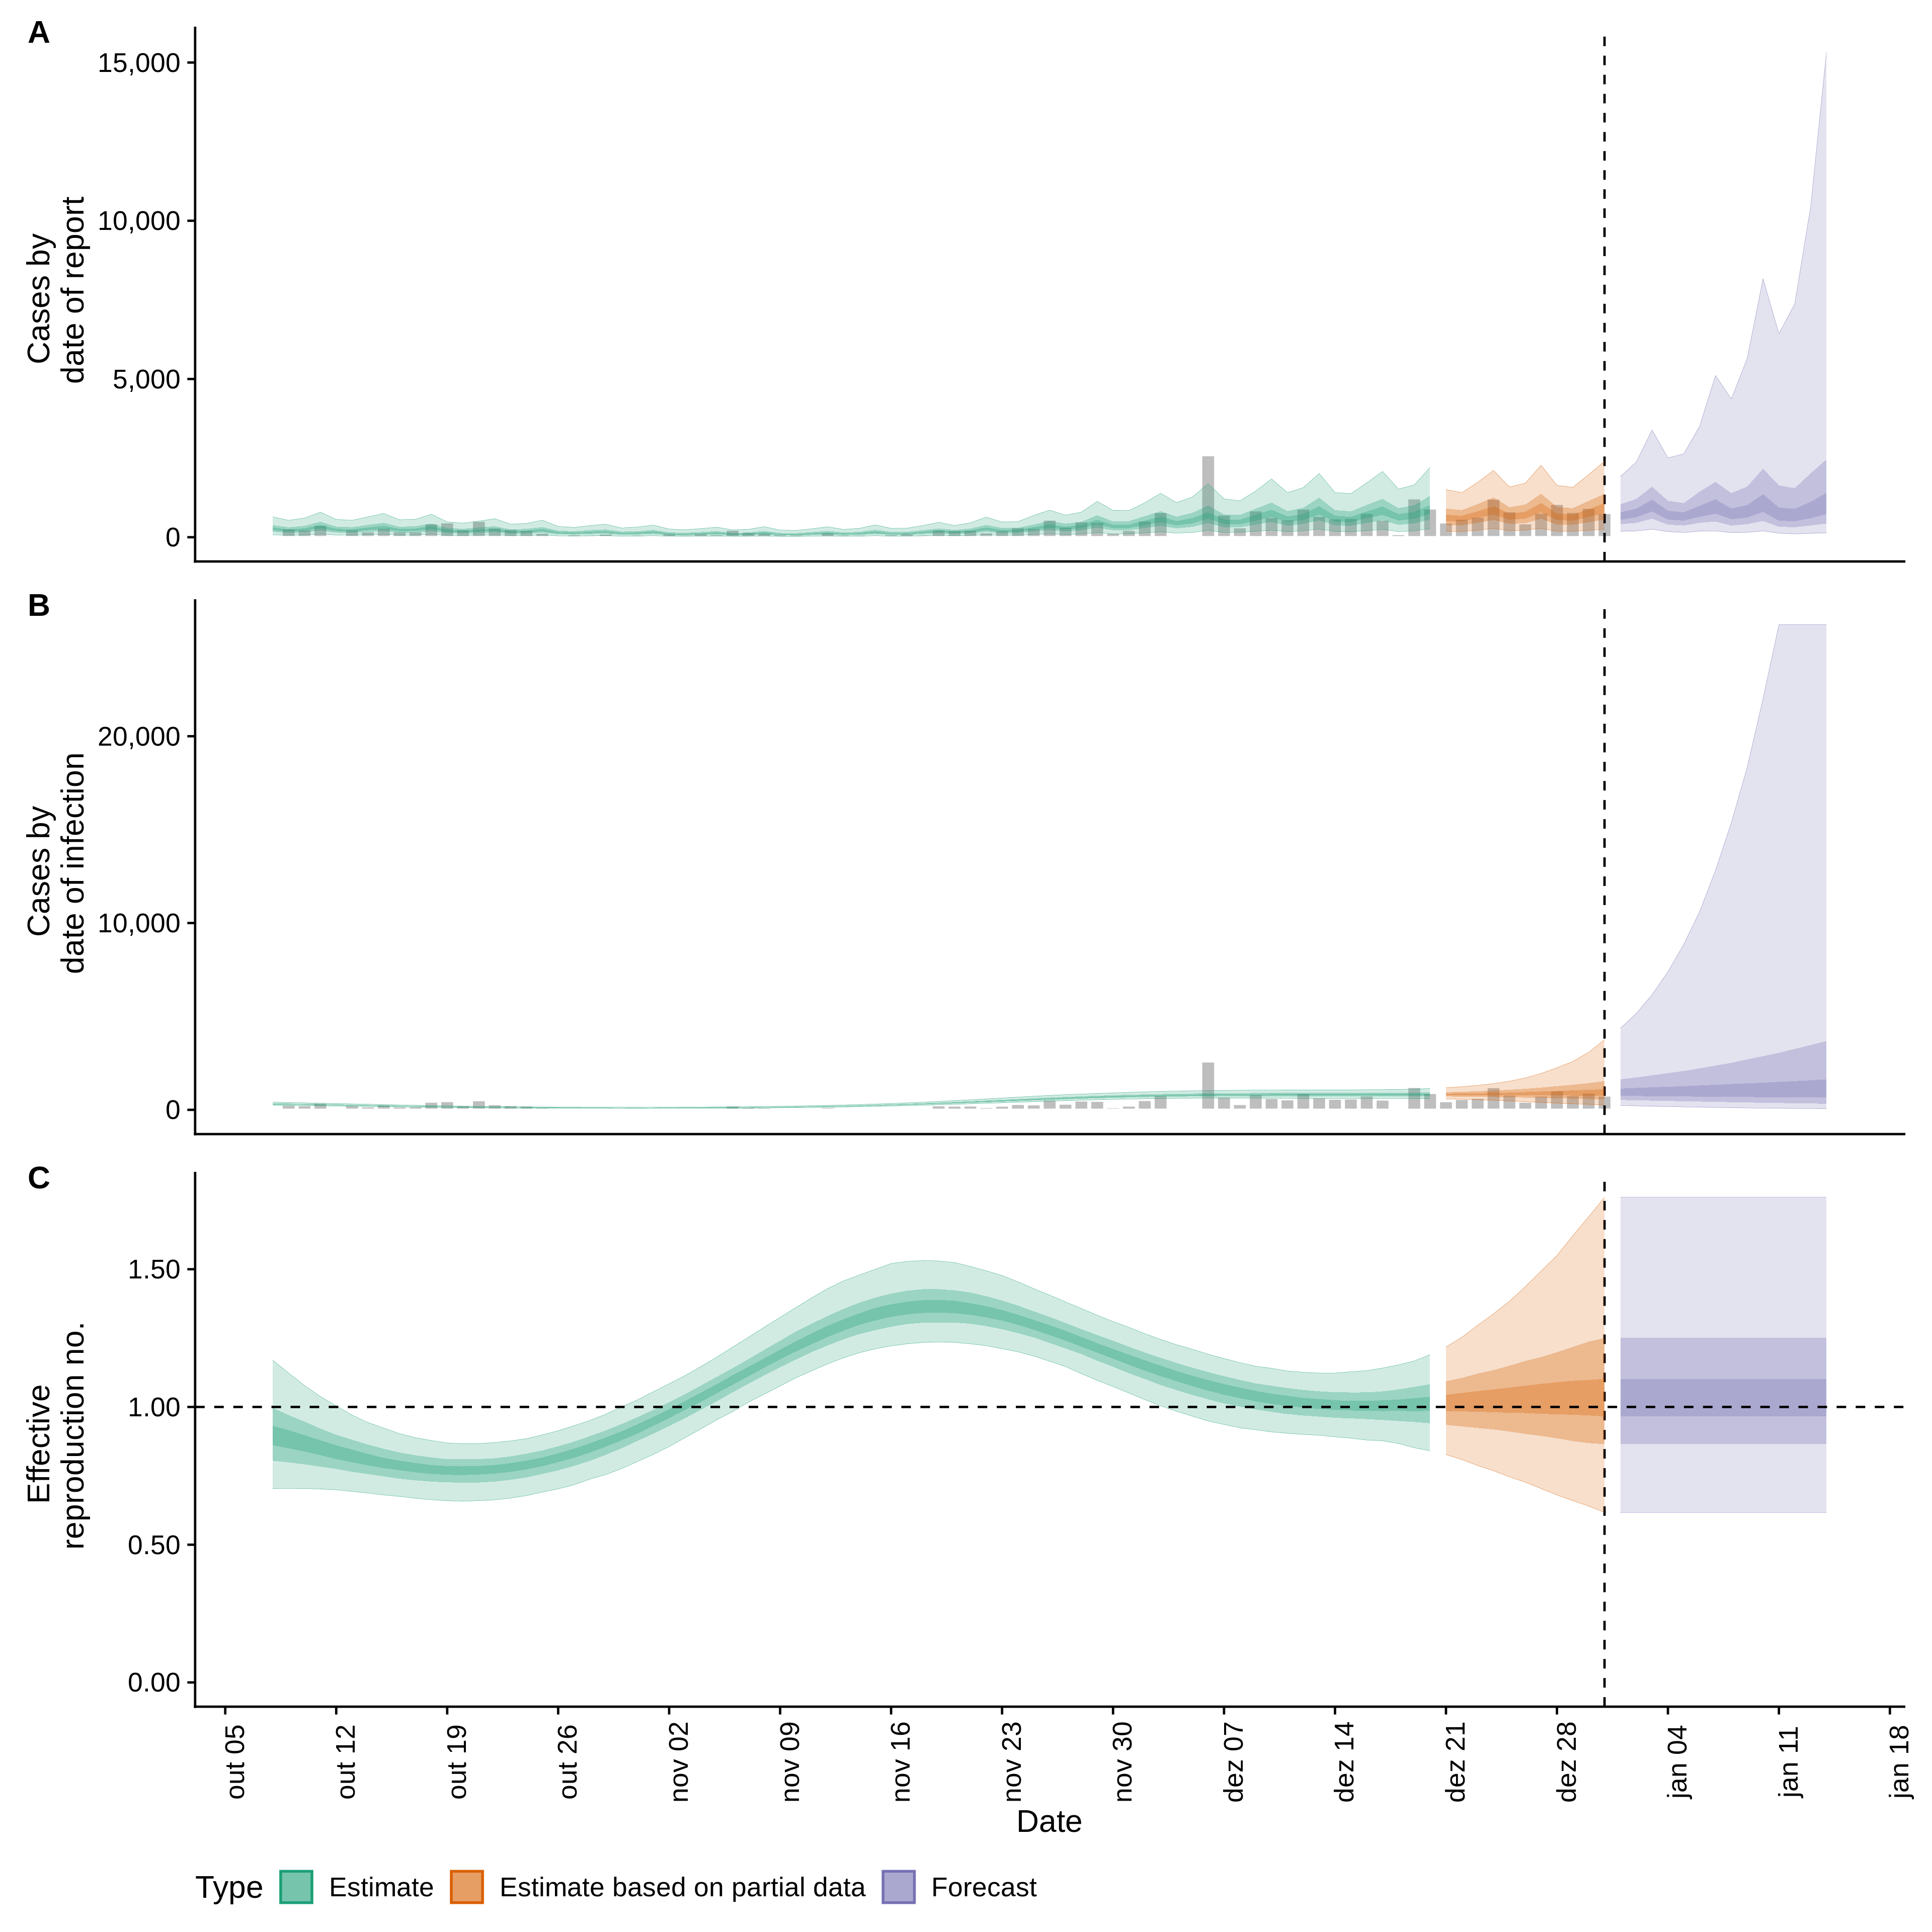 A
15,000
10,000
5,000
0
Cases by
date of report
B
20,000
10,000
0
Cases by
date of infection
C
1.50
1.00
0.50
0.00
Effective
reproduction no.
out 05
out 12
out 19
out 26
nov 02
nov 09
nov 16
nov 23
nov 30
dez 07
dez 14
dez 21
dez 28
jan 04
jan 11
jan 18
Date
Type Estimate Estimate based on partial data Forecast